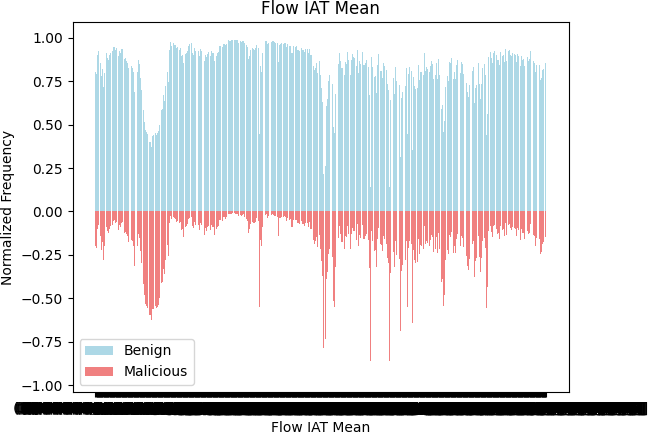 Flow IAT Mean
1.00
0.75
0.50
0.25
0.00
−0.25
−0.50
−0.75
−1.00
Normalized Frequency
Benign
Malicious
Flow IAT Mean